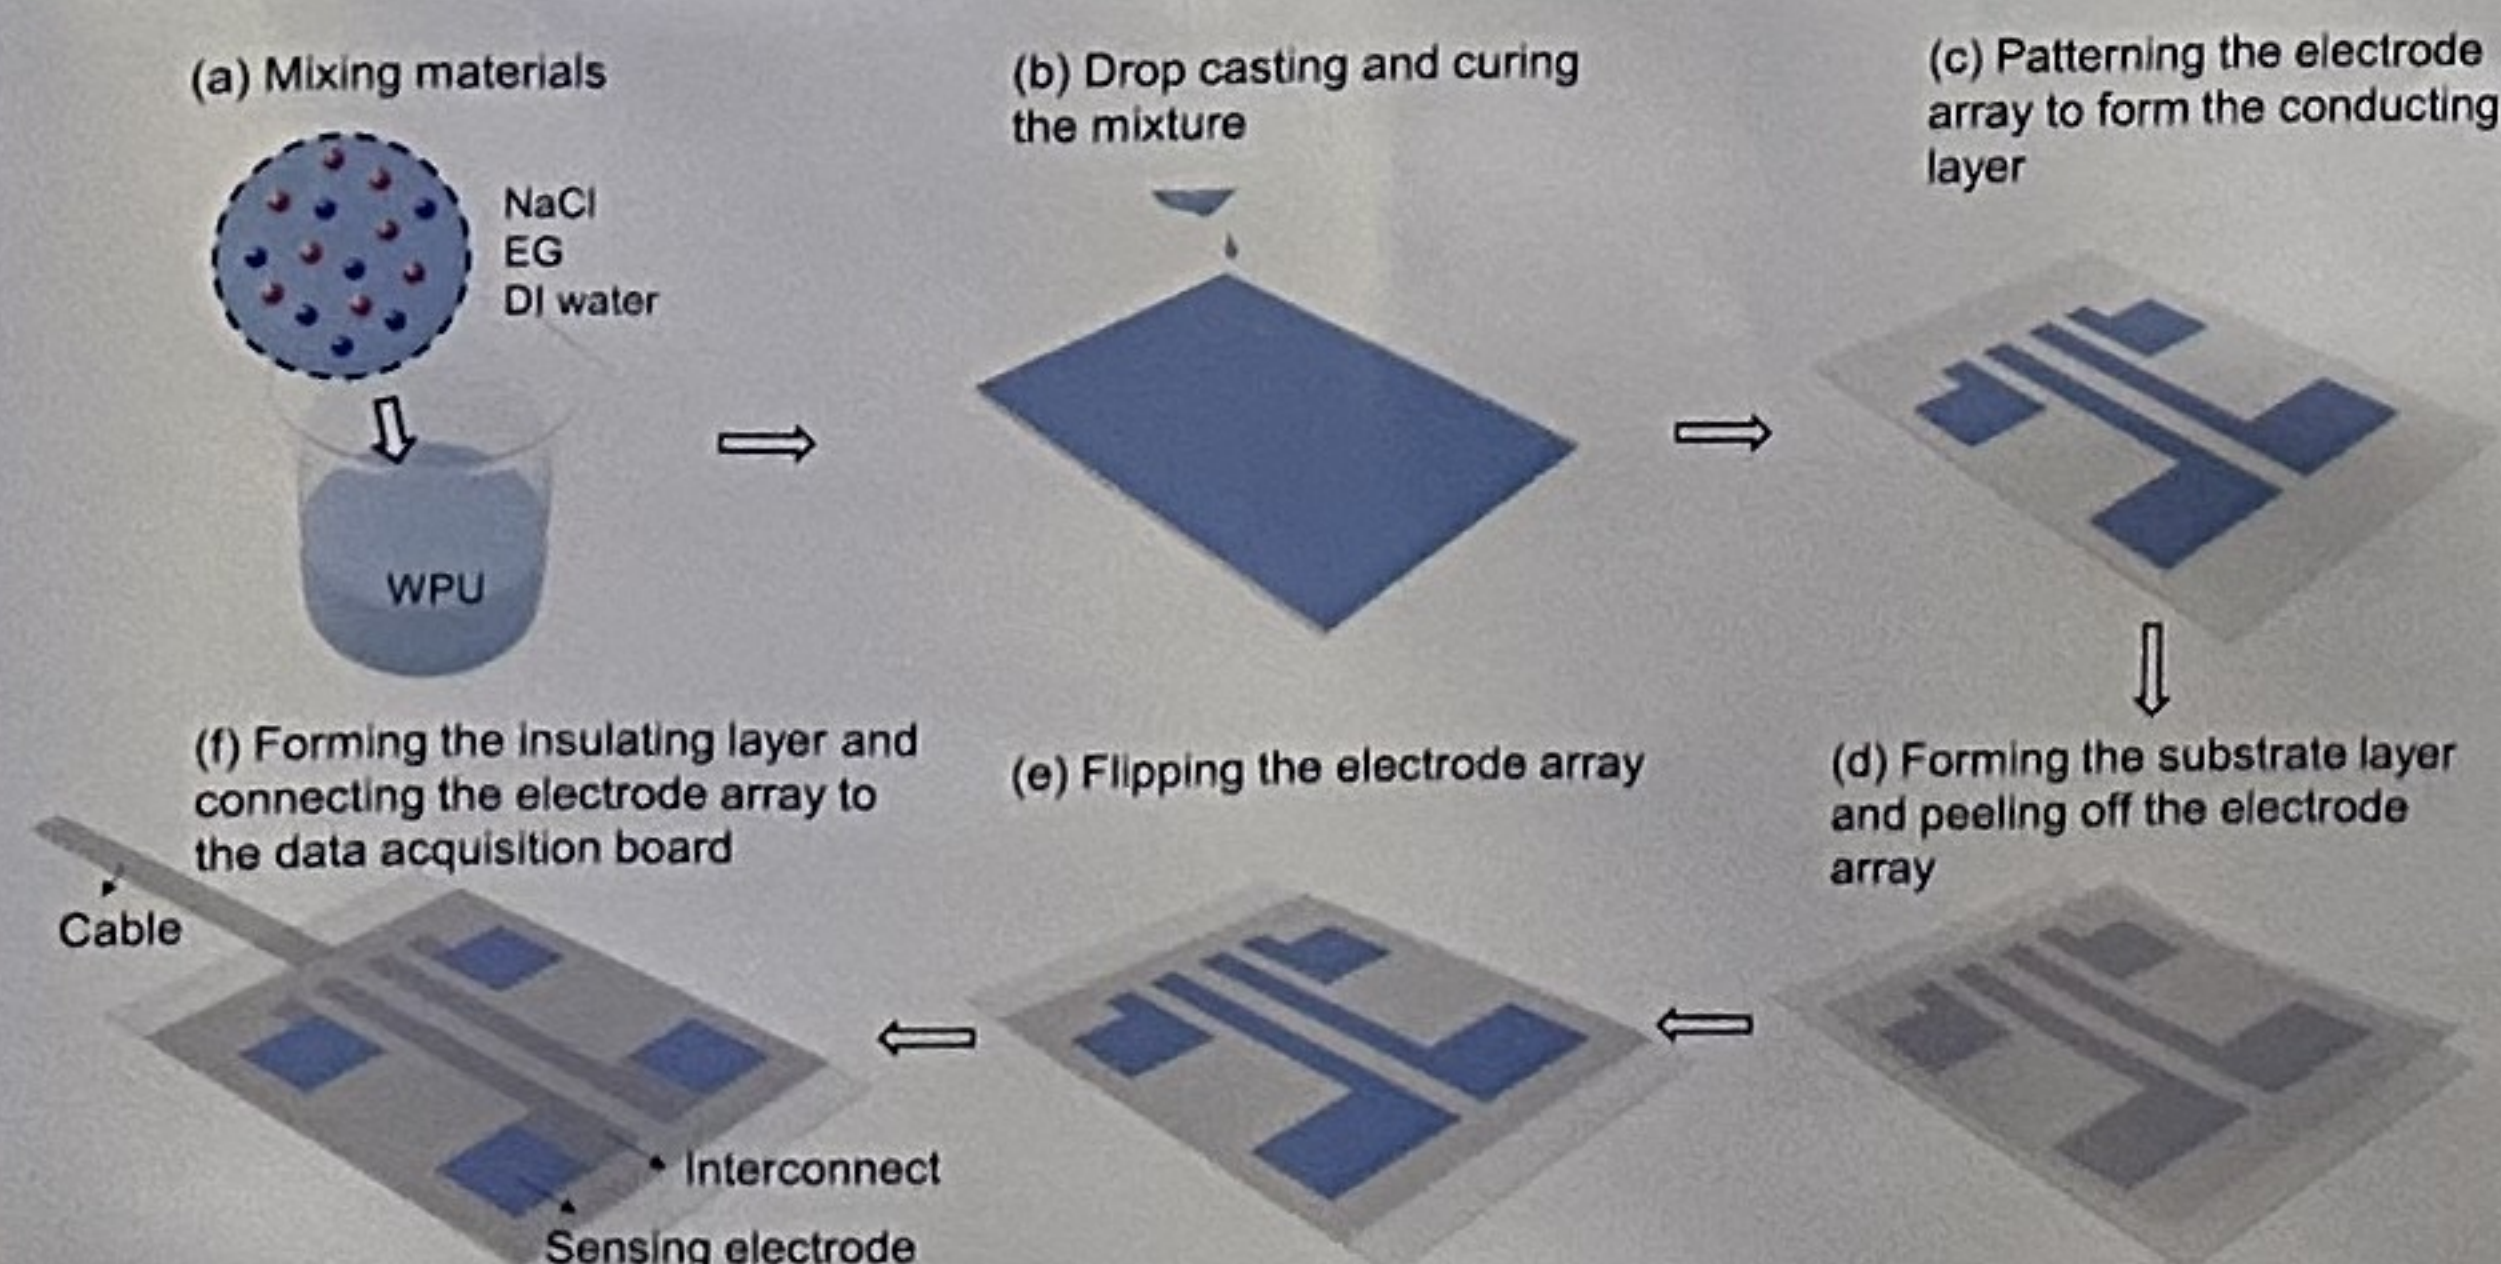 (a) Mixing materials
NaCl
EG
DI water
WPU
(b) Drop casting and curing
the mixture
(c) Patterning the electrode
array to form the conducting
layer
(d) Forming the substrate layer
and peeling off the electrode
array
(e) Flipping the electrode array
(f) Forming the insulating layer and
connecting the electrode array to
the data acquisition board
Cable
Interconnect
Sensing electrode